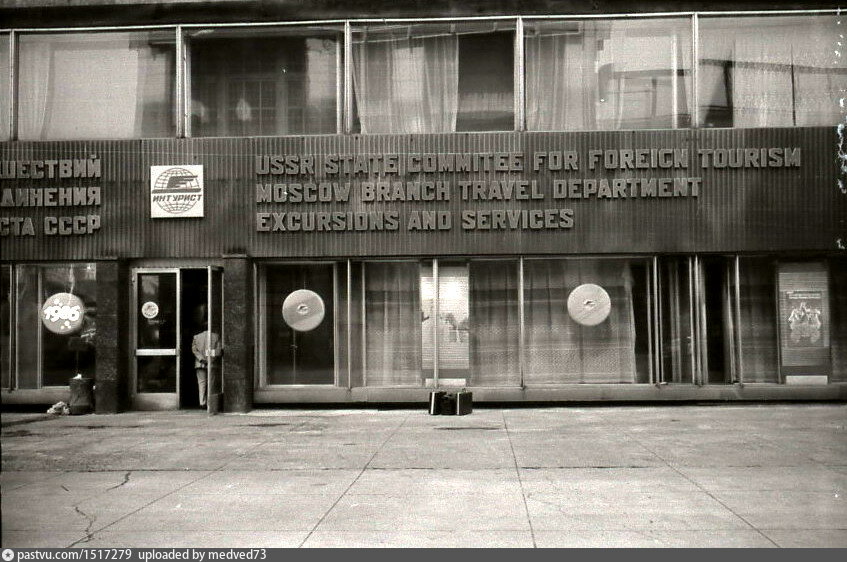 ШЕСТВИЙ
ДИНЕНИЯ
СТА СССР
ИНТУРИСТ
USSR STATE COMMITEE FOR FOREIGN TOURISM
MOSCOW BRANCH TRAVEL DEPARTMENT
EXCURSIONS AND SERVICES
1986
pastvu.com/1517279 uploaded by medved73